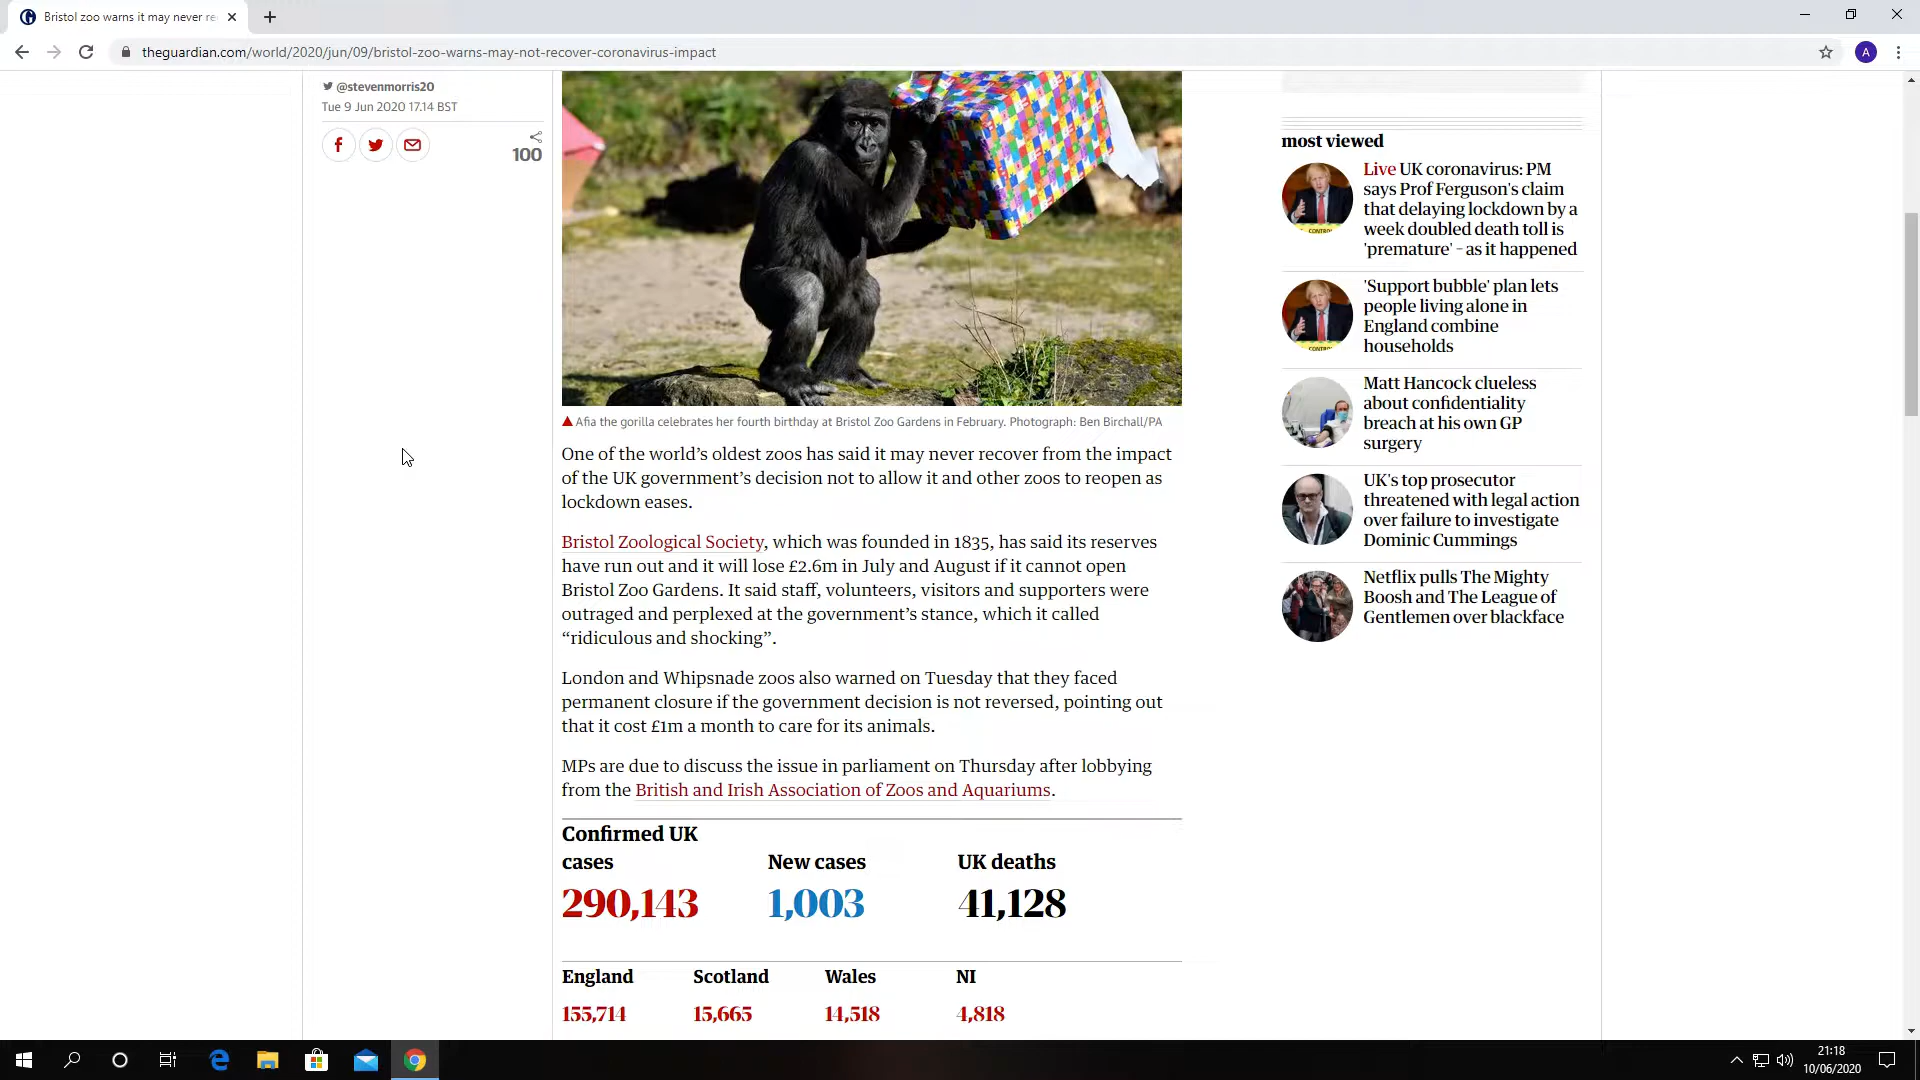 Bristol zoo warns it may never re
theguardian.com/world/2020/jun/09/bristol-zoo-warns-may-not-recover-coronavirus-impact
A
@stevenmorris20
Tue 9 Jun 2020 17.14 BST
100
Afia the gorilla celebrates her fourth birthday at Bristol Zoo Gardens in February. Photograph: Ben Birchall/PA
One of the world’s oldest zoos has said it may never recover from the impact
of the UK government’s decision not to allow it and other zoos to reopen as
lockdown eases.
Bristol Zoological Society, which was founded in 1835, has said its reserves
have run out and it will lose £2.6m in July and August if it cannot open
Bristol Zoo Gardens. It said staff, volunteers, visitors and supporters were
outraged and perplexed at the government’s stance, which it called
“ridiculous and shocking”.
London and Whipsnade zoos also warned on Tuesday that they faced
permanent closure if the government decision is not reversed, pointing out
that it cost £1m a month to care for its animals.
MPs are due to discuss the issue in parliament on Thursday after lobbying
from the British and Irish Association of Zoos and Aquariums.
Confirmed UK
cases
New cases
UK deaths
290,143
1,003
41,128
England
Scotland
Wales
NI
155,714
15,665
14,518
4,818
most viewed
Live UK coronavirus: PM
says Prof Ferguson's claim
that delaying lockdown by a
week doubled death toll is
'premature' – as it happened
'Support bubble' plan lets
people living alone in
England combine
households
Matt Hancock clueless
about confidentiality
breach at his own GP
surgery
UK's top prosecutor
threatened with legal action
over failure to investigate
Dominic Cummings
Netflix pulls The Mighty
Boosh and The League of
Gentlemen over blackface
CONTROL
21:18
10/06/2020